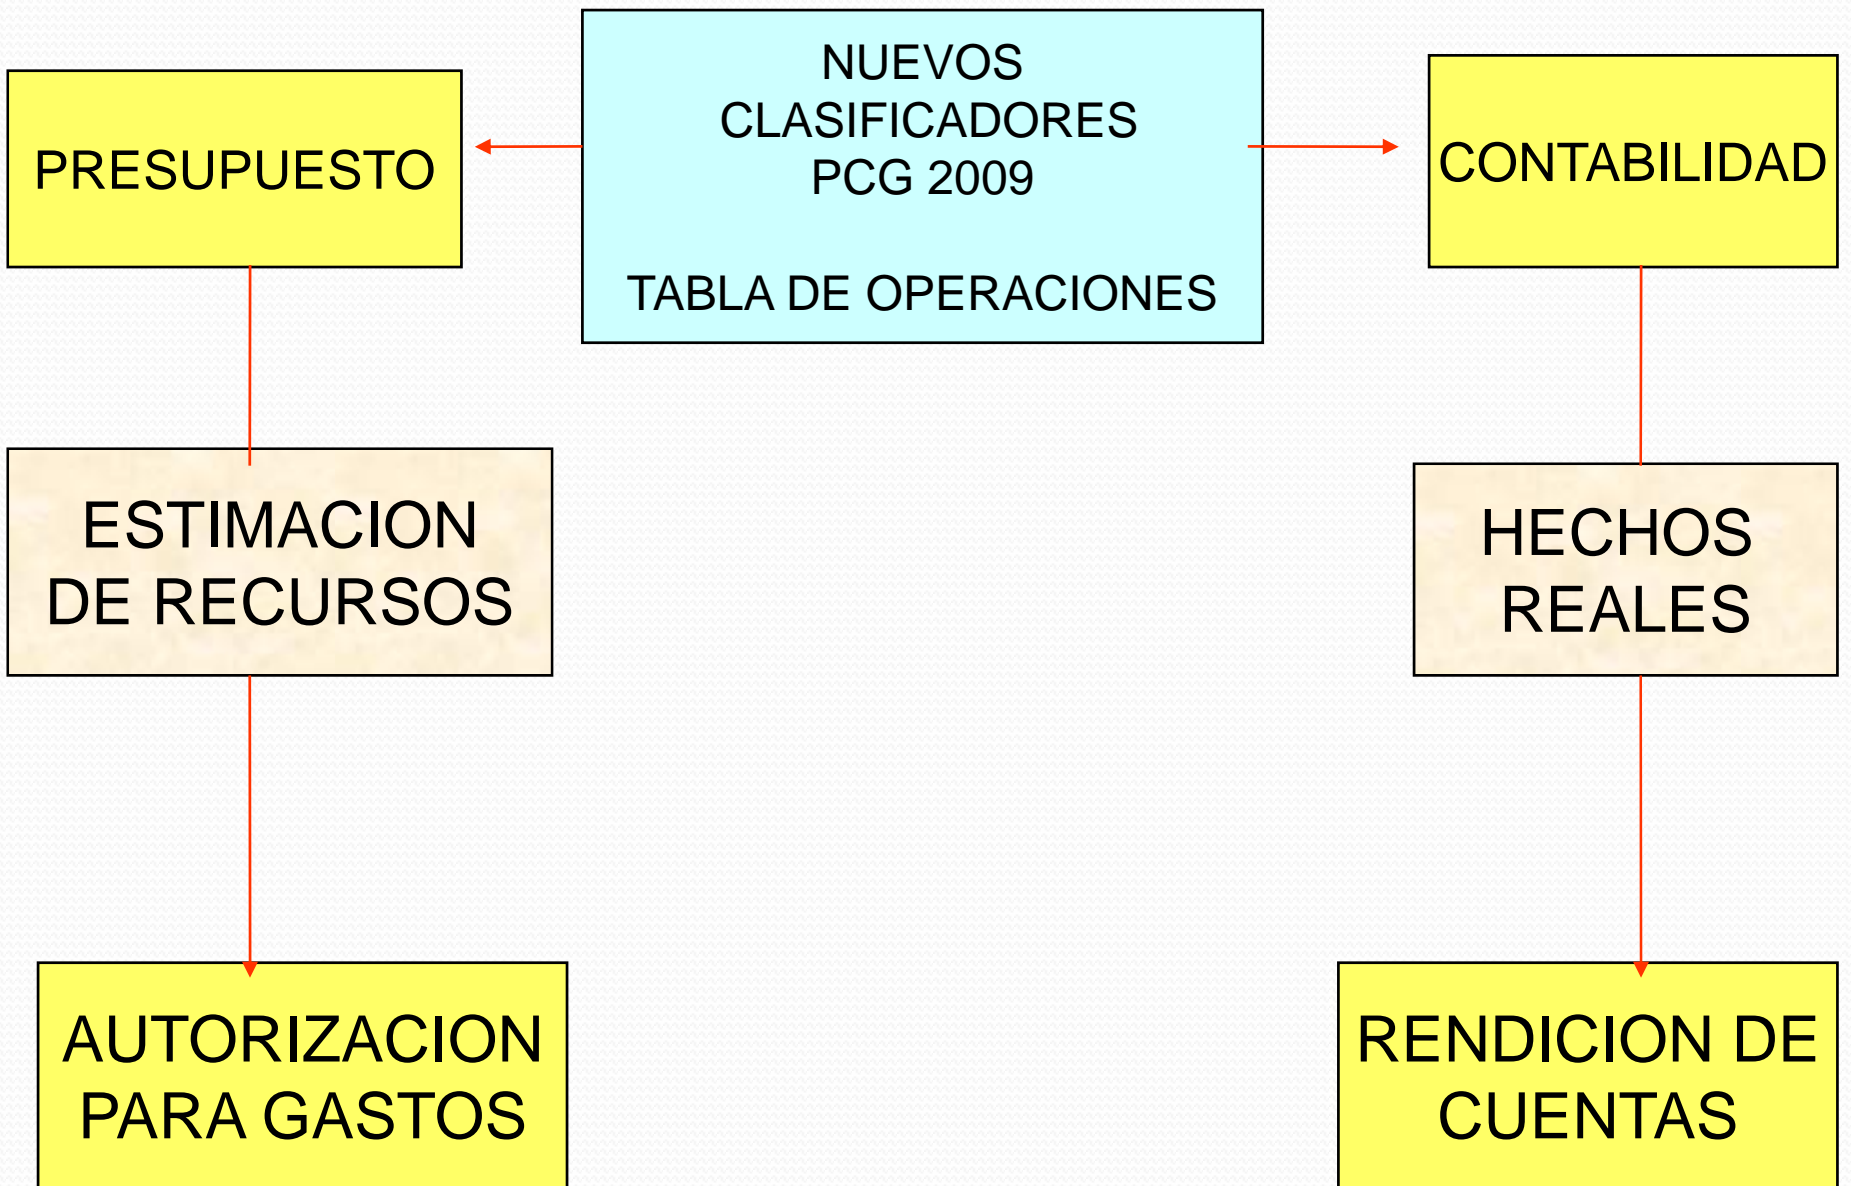 NUEVOS
CLASIFICADORES
PCG 2009
TABLA DE OPERACIONES
PRESUPUESTO
CONTABILIDAD
ESTIMACION
DE RECURSOS
HECHOS
REALES
AUTORIZACION
PARA GASTOS
RENDICION DE
CUENTAS